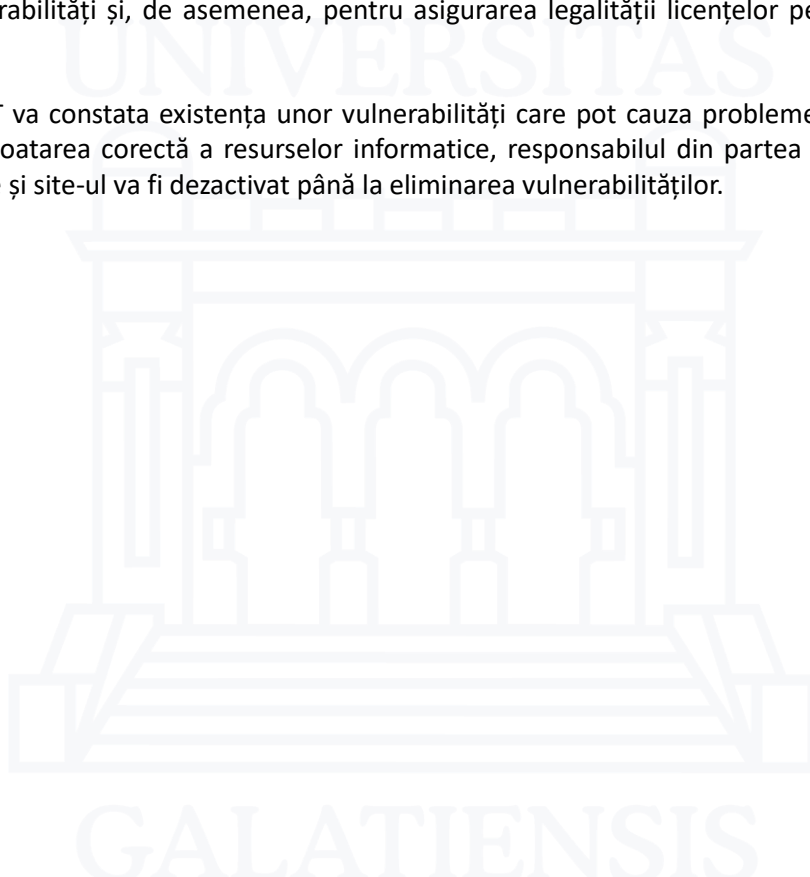 rabilități și, de asemenea, pentru asigurarea legalității licențelor pe
UNIVERSITAS
va constata existența unor vulnerabilități care pot cauza probleme
oatarea corectă a resurselor informatice, responsabilul din partea
și site-ul va fi dezactivat până la eliminarea vulnerabilităților.
GALATIENSIS